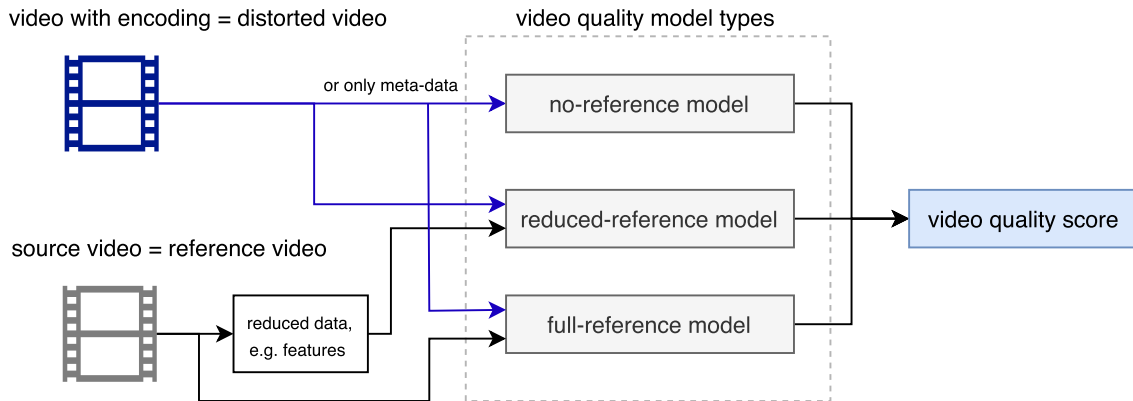 video with encoding = distorted video
video quality model types
or only meta-data
no-reference model
reduced-reference model
video quality score
source video = reference video
reduced data,
e.g. features
full-reference model